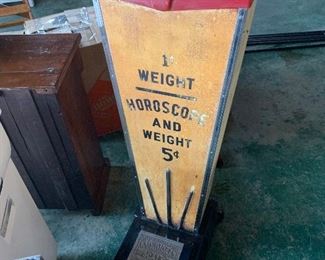 1¢
WEIGHT
HOROSCOPE
AND
WEIGHT
5¢